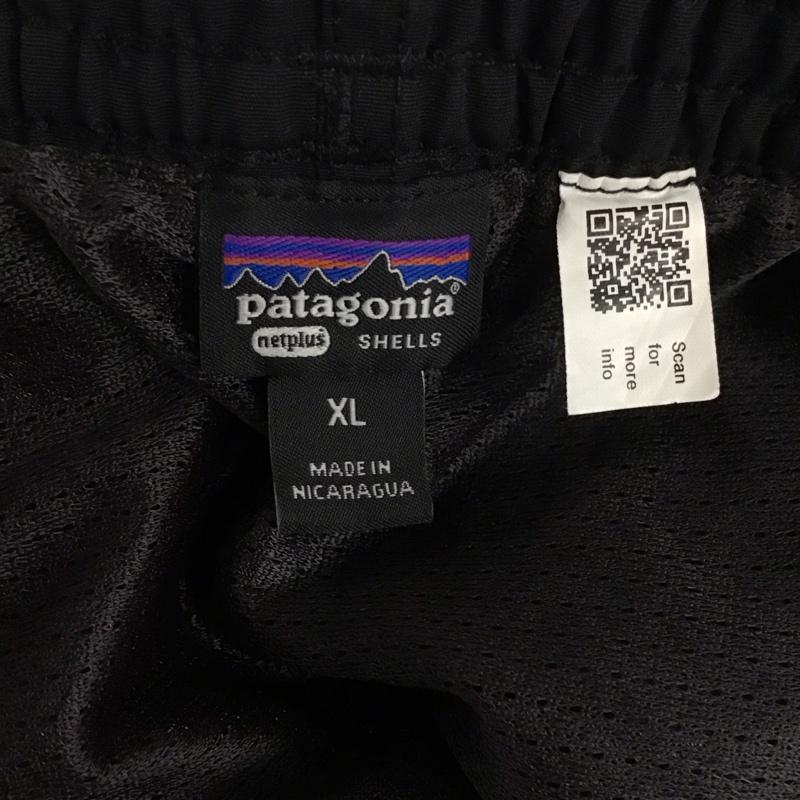 patagonia®
netplus SHELLS
XL
MADE IN
NICARAGUA
Scan
for
more
info